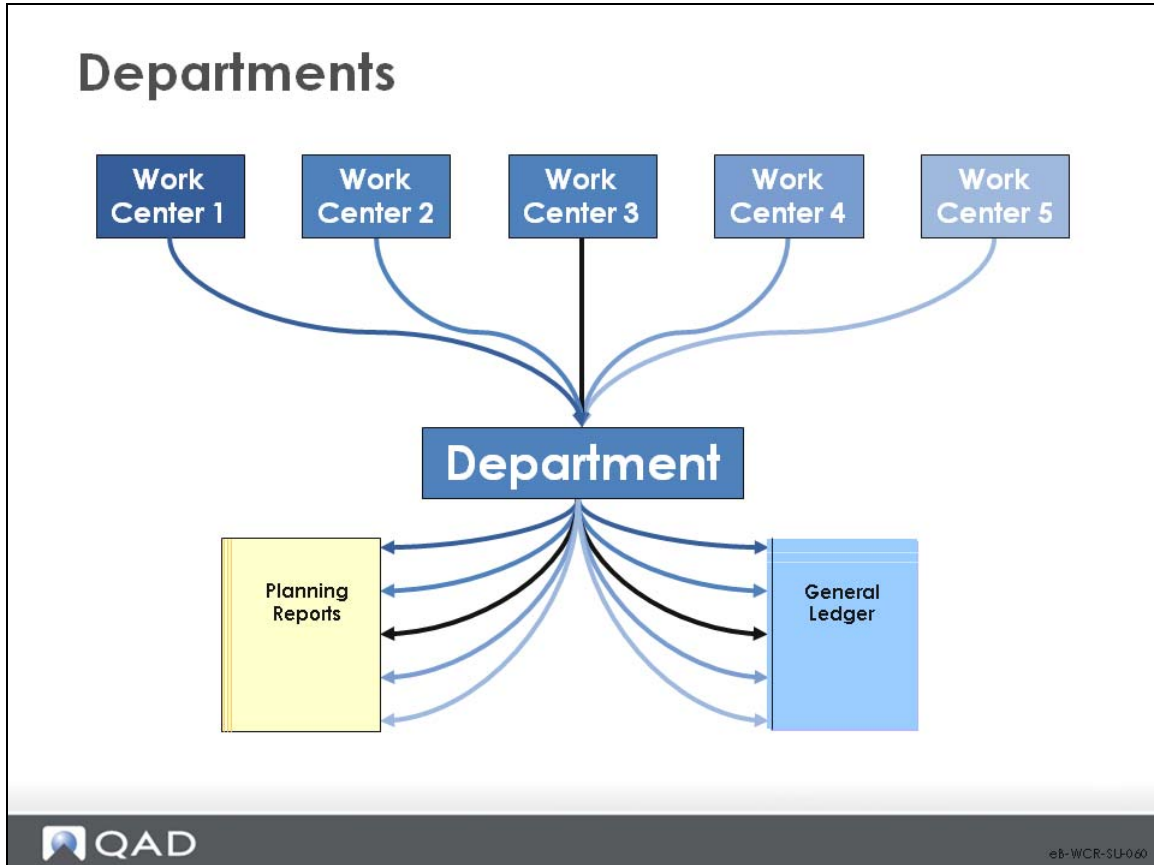 Departments
Work
Center 1
Work
Center 2
Work
Center 3
Work
Center 4
Work
Center 5
Department
Planning
Reports
General
Ledger
QAD
eB-WCR-SU-060